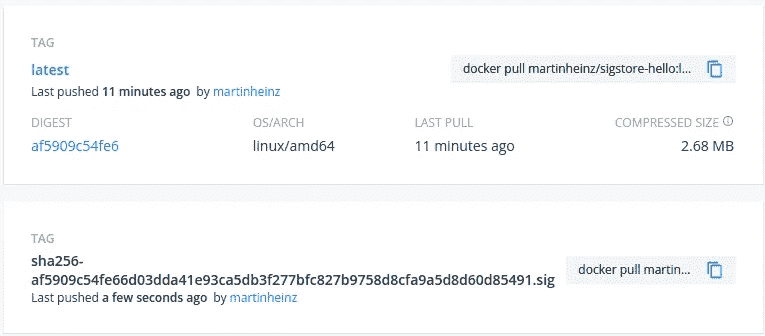 TAG
latest
docker pull martinheinz/sigstore-hello:l...
Last pushed 11 minutes ago by martinheinz
DIGEST OS/ARCH LAST PULL COMPRESSED SIZE
af5909c54fe6 linux/amd64 11 minutes ago 2.68 MB
TAG
sha256-
af5909c54fe66d03dda41e93ca5db3f277bfc827b9758d8cfa9a5d8d60d85491.sig
docker pull martin...
Last pushed a few seconds ago by martinheinz